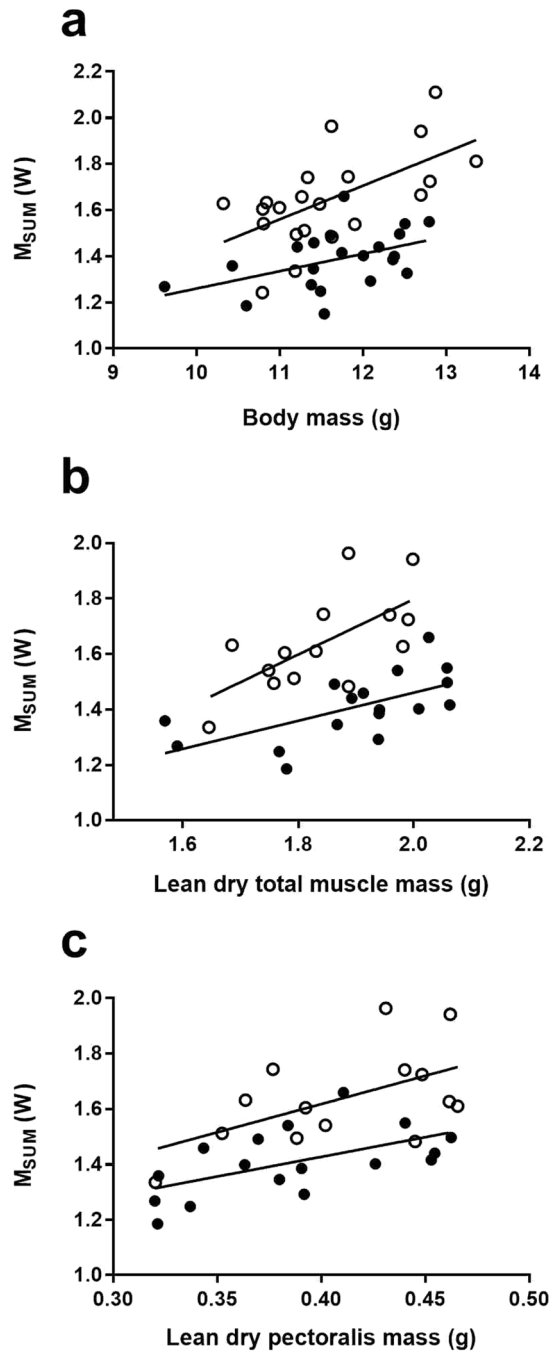 a
2.2
2.0
1.8
1.6
1.4
1.2
1.0
M_SUM (W)
9 10 11 12 13 14
Body mass (g)
b
2.0
1.8
1.6
1.4
1.2
1.0
M_SUM (W)
1.6 1.8 2.0 2.2
Lean dry total muscle mass (g)
c
2.0
1.8
1.6
1.4
1.2
1.0
M_SUM (W)
0.30 0.35 0.40 0.45 0.50
Lean dry pectoralis mass (g)